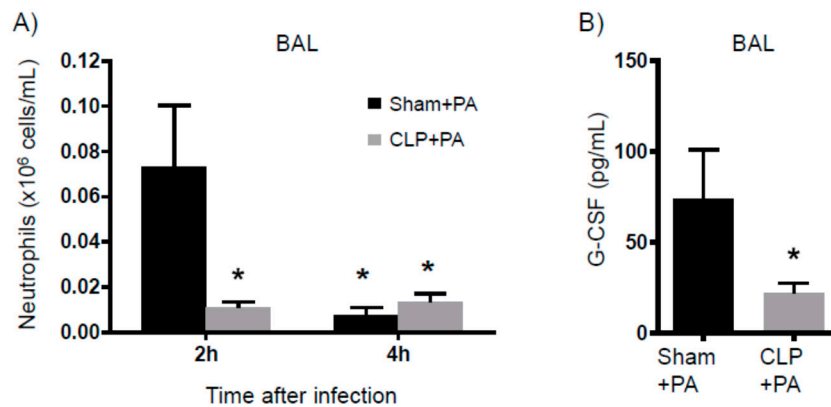 A)
BAL
Neutrophils (x10⁶ cells/mL)
0.12
0.10
0.08
0.06
0.04
0.02
0.00
Sham+PA
CLP+PA
*
*
*
2h
4h
Time after infection
B)
BAL
G-CSF (pg/mL)
150
100
50
0
*
Sham
+PA
CLP
+PA